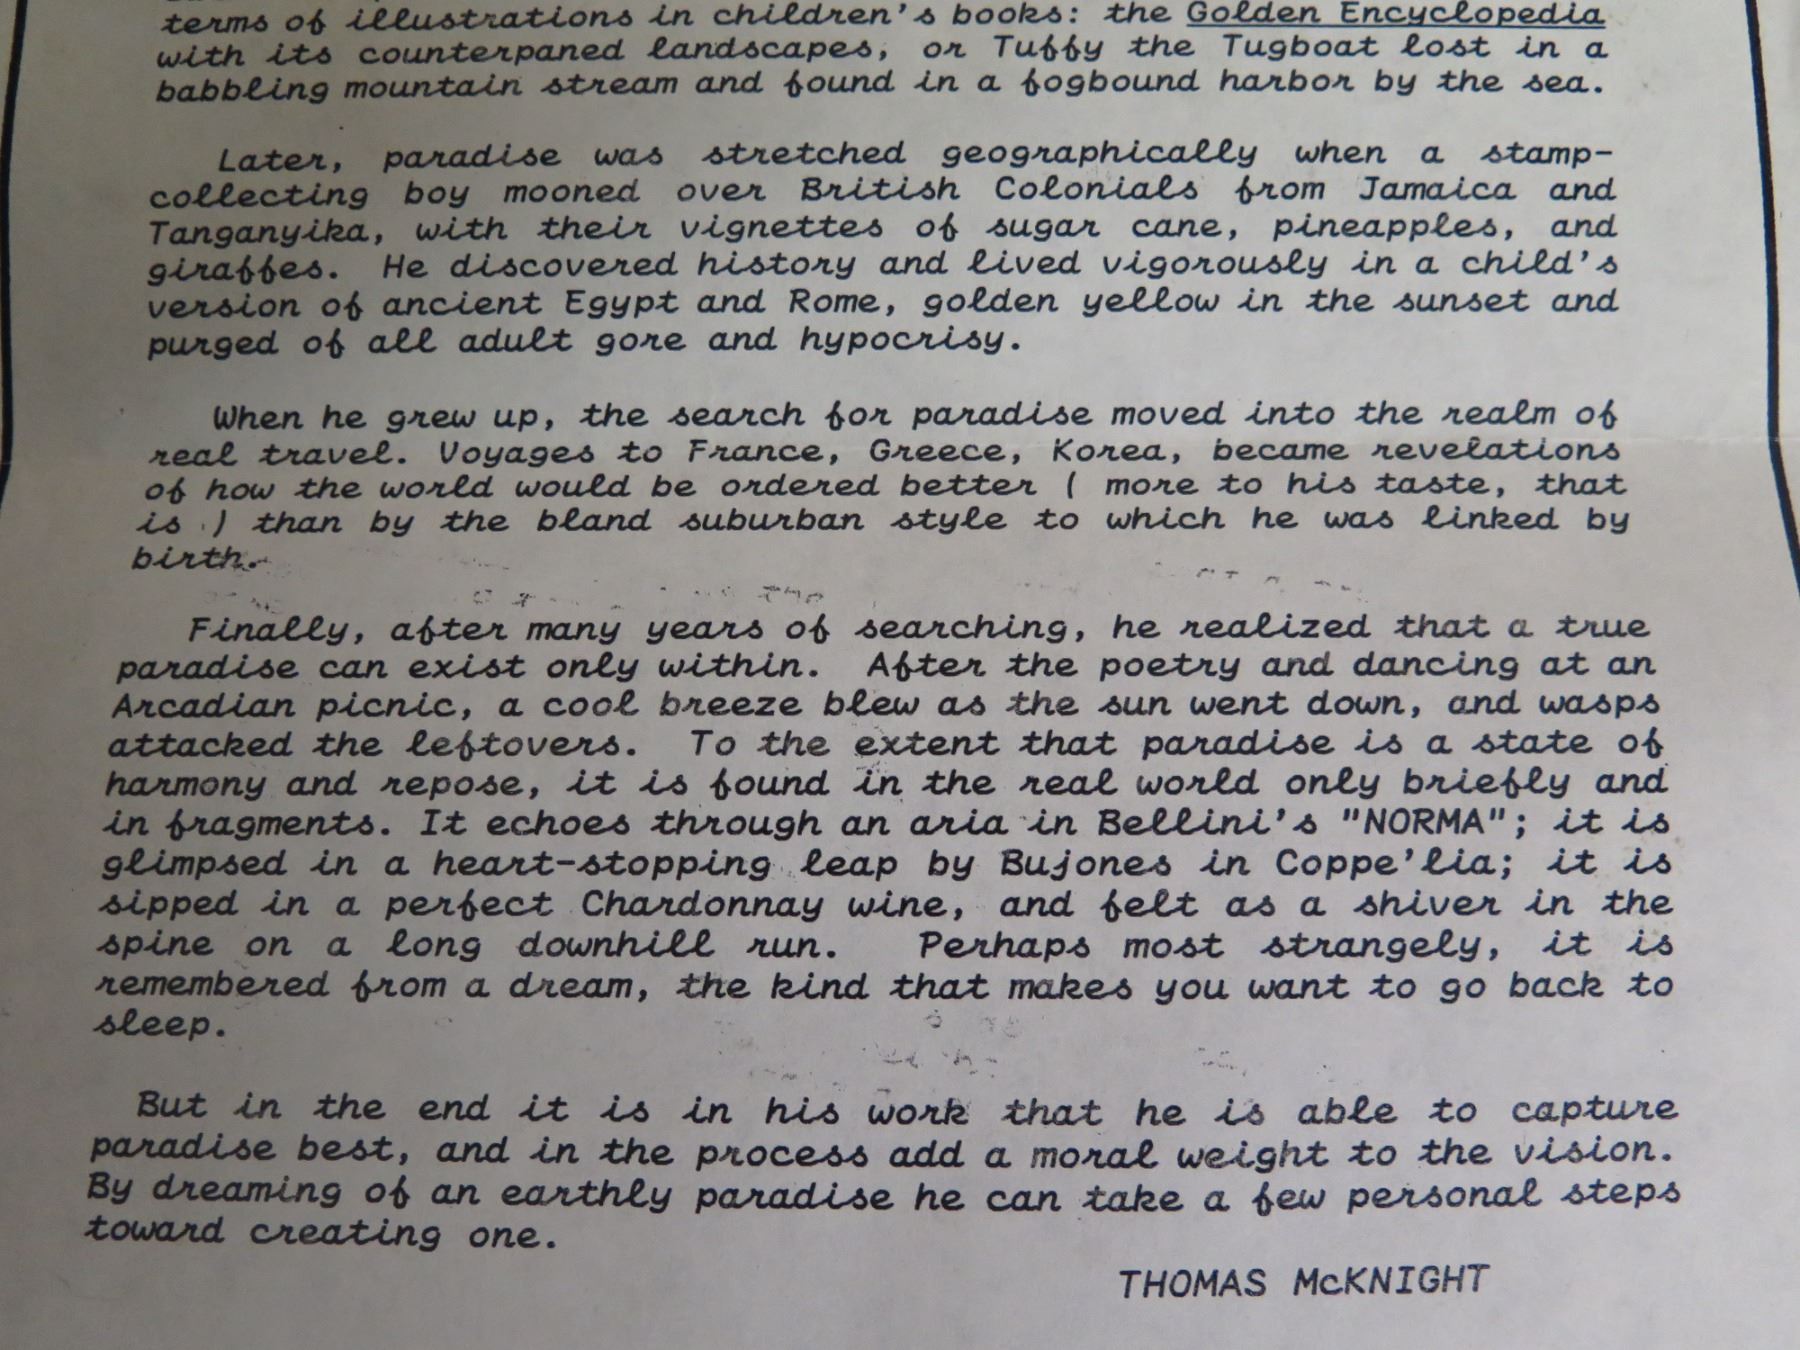 terms of illustrations in children's books: the Golden Encyclopedia
with its counterpaned landscapes, or Tuffy the Tugboat lost in a
babbling mountain stream and found in a fogbound harbor by the sea.
Later, paradise was stretched geographically when a stamp-
collecting boy mooned over British Colonials from Jamaica and
Tanganyika, with their vignettes of sugar cane, pineapples, and
giraffes. He discovered history and lived vigorously in a child's
version of ancient Egypt and Rome, golden yellow in the sunset and
purged of all adult gore and hypocrisy.
When he grew up, the search for paradise moved into the realm of
real travel. Voyages to France, Greece, Korea, became revelations
of how the world would be ordered better ( more to his taste, that
is ) than by the bland suburban style to which he was linked by
birth.
Finally, after many years of searching, he realized that a true
paradise can exist only within. After the poetry and dancing at an
Arcadian picnic, a cool breeze blew as the sun went down, and wasps
attacked the leftovers. To the extent that paradise is a state of
harmony and repose, it is found in the real world only briefly and
in fragments. It echoes through an aria in Bellini's "NORMA"; it is
glimpsed in a heart-stopping leap by Bujones in Coppe'lia; it is
sipped in a perfect Chardonnay wine, and felt as a shiver in the
spine on a long downhill run. Perhaps most strangely, it is
remembered from a dream, the kind that makes you want to go back to
sleep.
But in the end it is in his work that he is able to capture
paradise best, and in the process add a moral weight to the vision.
By dreaming of an earthly paradise he can take a few personal steps
toward creating one.
THOMAS McKNIGHT